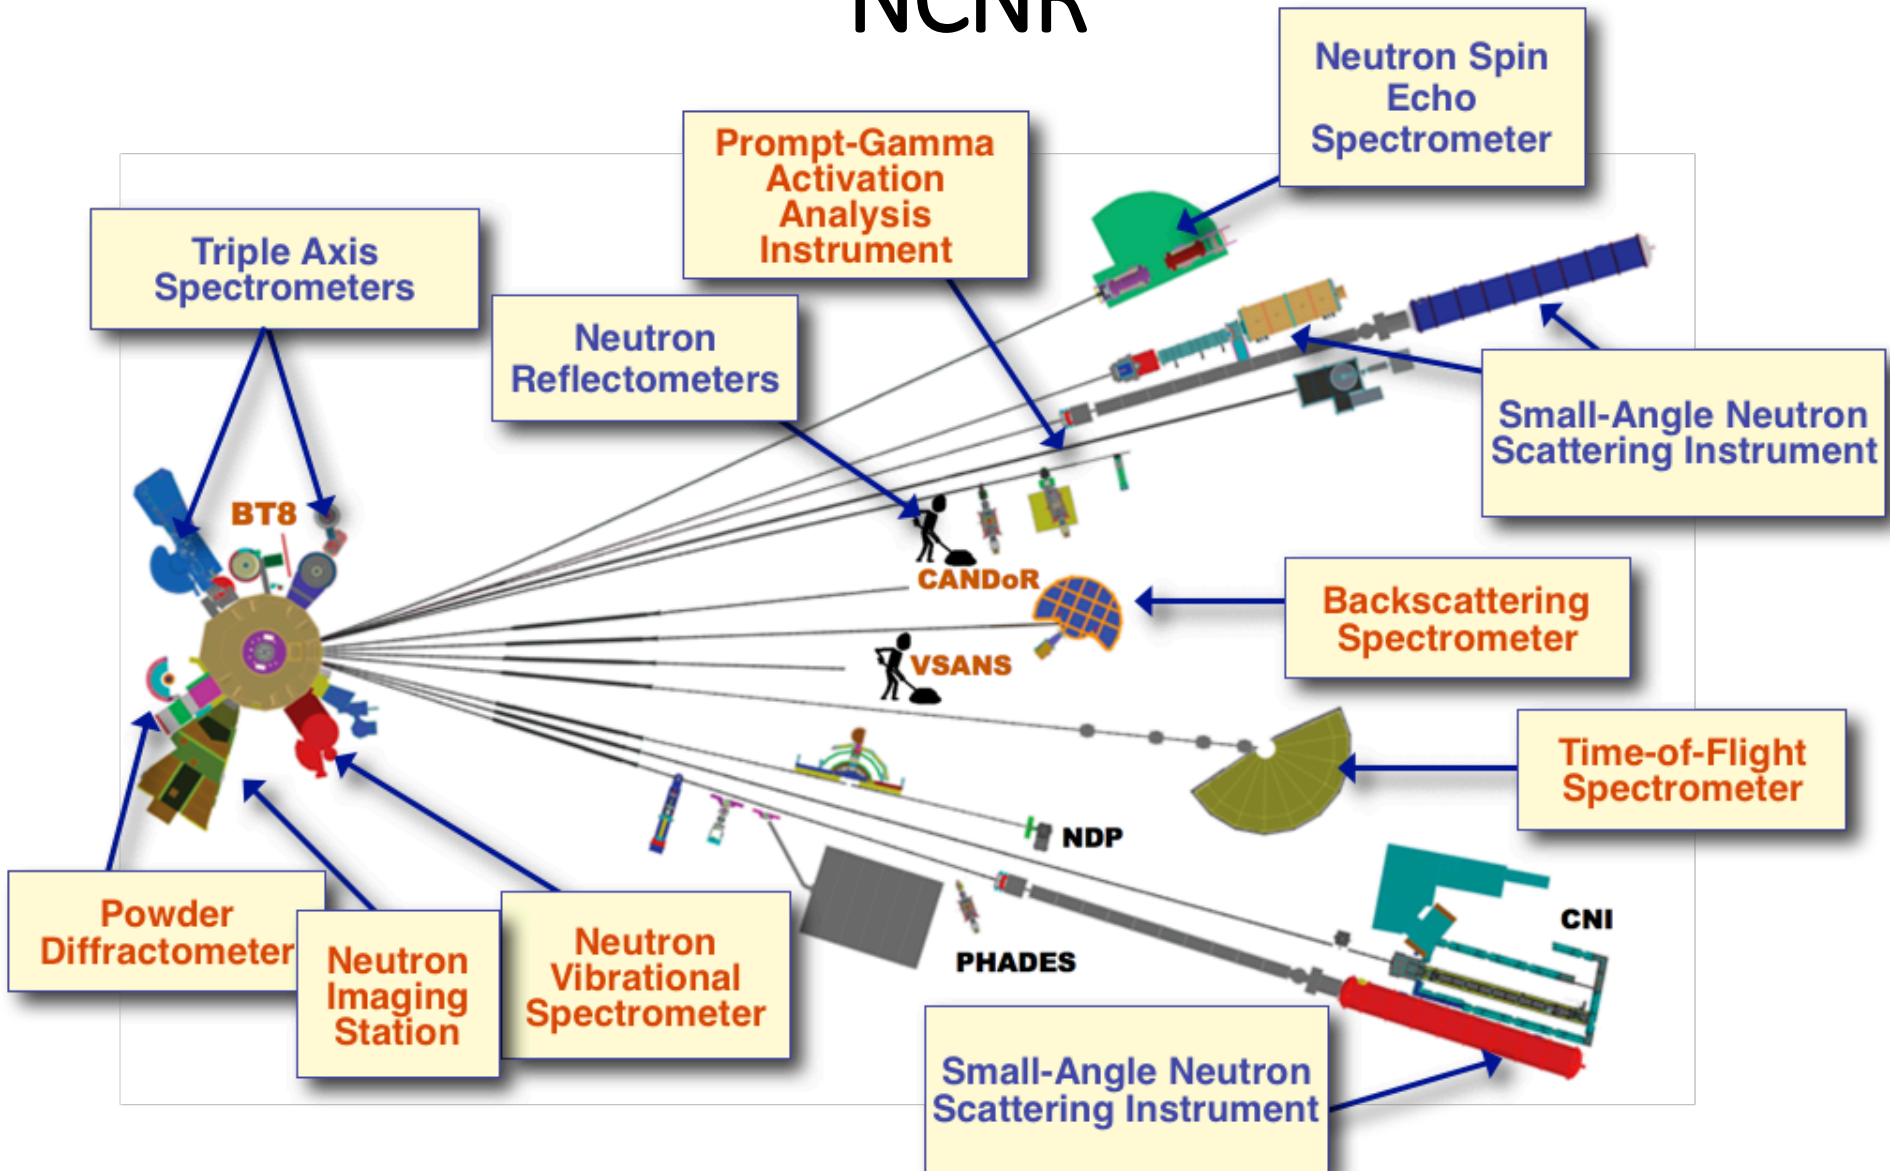 NCNR
Neutron Spin
Echo
Spectrometer
Prompt-Gamma
Activation
Analysis
Instrument
Triple Axis
Spectrometers
Neutron
Reflectometers
Small-Angle Neutron
Scattering Instrument
BT8
CANDoR
Backscattering
Spectrometer
VSANS
Time-of-Flight
Spectrometer
NDP
CNI
PHADES
Powder
Diffractometer
Neutron
Imaging
Station
Neutron
Vibrational
Spectrometer
Small-Angle Neutron
Scattering Instrument